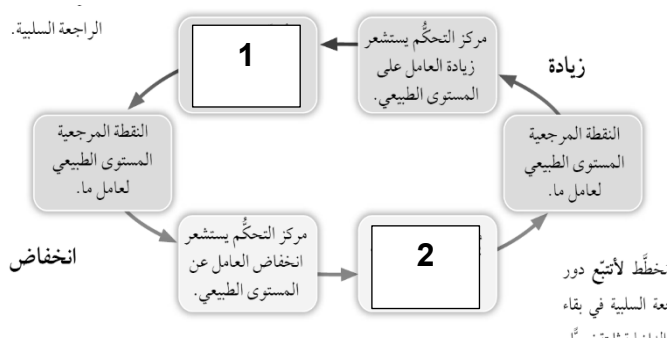 الراجعة السلبية.
زيادة
مركز التحكُّم يستشعر
زيادة العامل على
المستوى الطبيعي.
1
النقطة المرجعية
المستوى الطبيعي
لعامل ما.
النقطة المرجعية
المستوى الطبيعي
لعامل ما.
مركز التحكُّم يستشعر
انخفاض العامل عن
المستوى الطبيعي.
2
انخفاض
لأتتبّع دور
السلبية في بقاء